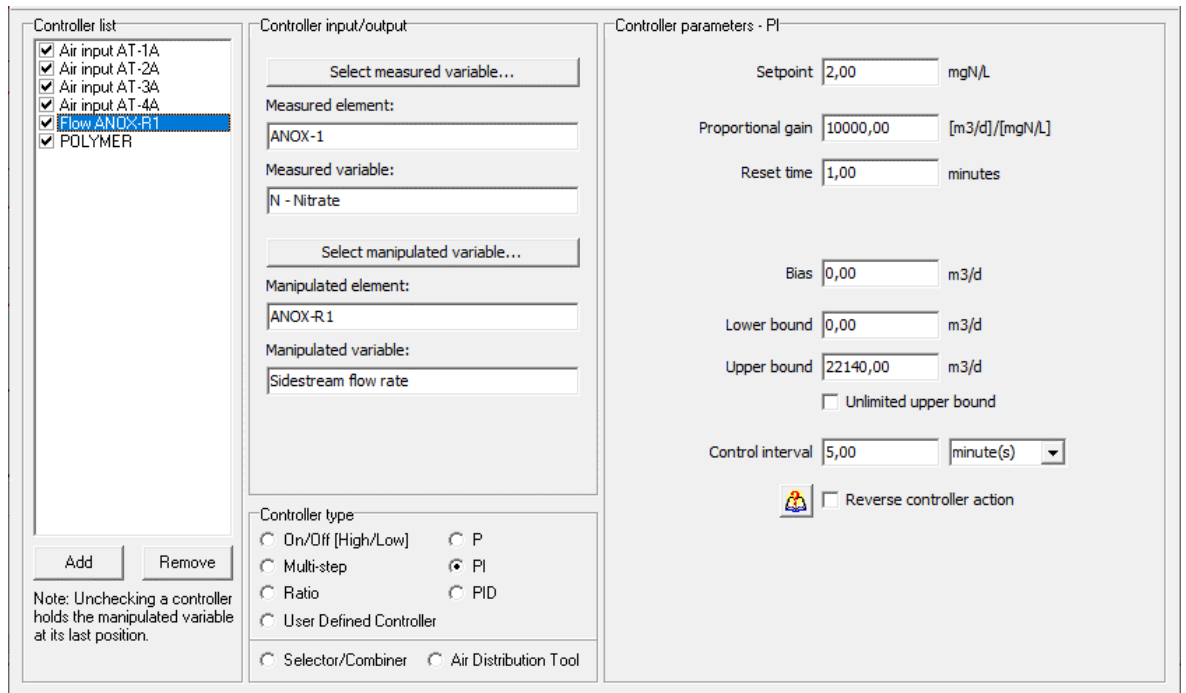 Controller list
Air input AT-1A
Air input AT-2A
Air input AT-3A
Air input AT-4A
Flow ANOX-R1
POLYMER
Add
Remove
Note: Unchecking a controller
holds the manipulated variable
at its last position.
Controller input/output
Select measured variable...
Measured element:
ANOX-1
Measured variable:
N - Nitrate
Select manipulated variable...
Manipulated element:
ANOX-R1
Manipulated variable:
Sidestream flow rate
Controller type
On/Off [High/Low]
P
Multi-step
PI
Ratio
PID
User Defined Controller
Selector/Combiner
Air Distribution Tool
Controller parameters - PI
Setpoint 2,00 mgN/L
Proportional gain 10000,00 [m3/d]/[mgN/L]
Reset time 1,00 minutes
Bias 0,00 m3/d
Lower bound 0,00 m3/d
Upper bound 22140,00 m3/d
Unlimited upper bound
Control interval 5,00 minute(s)
Reverse controller action